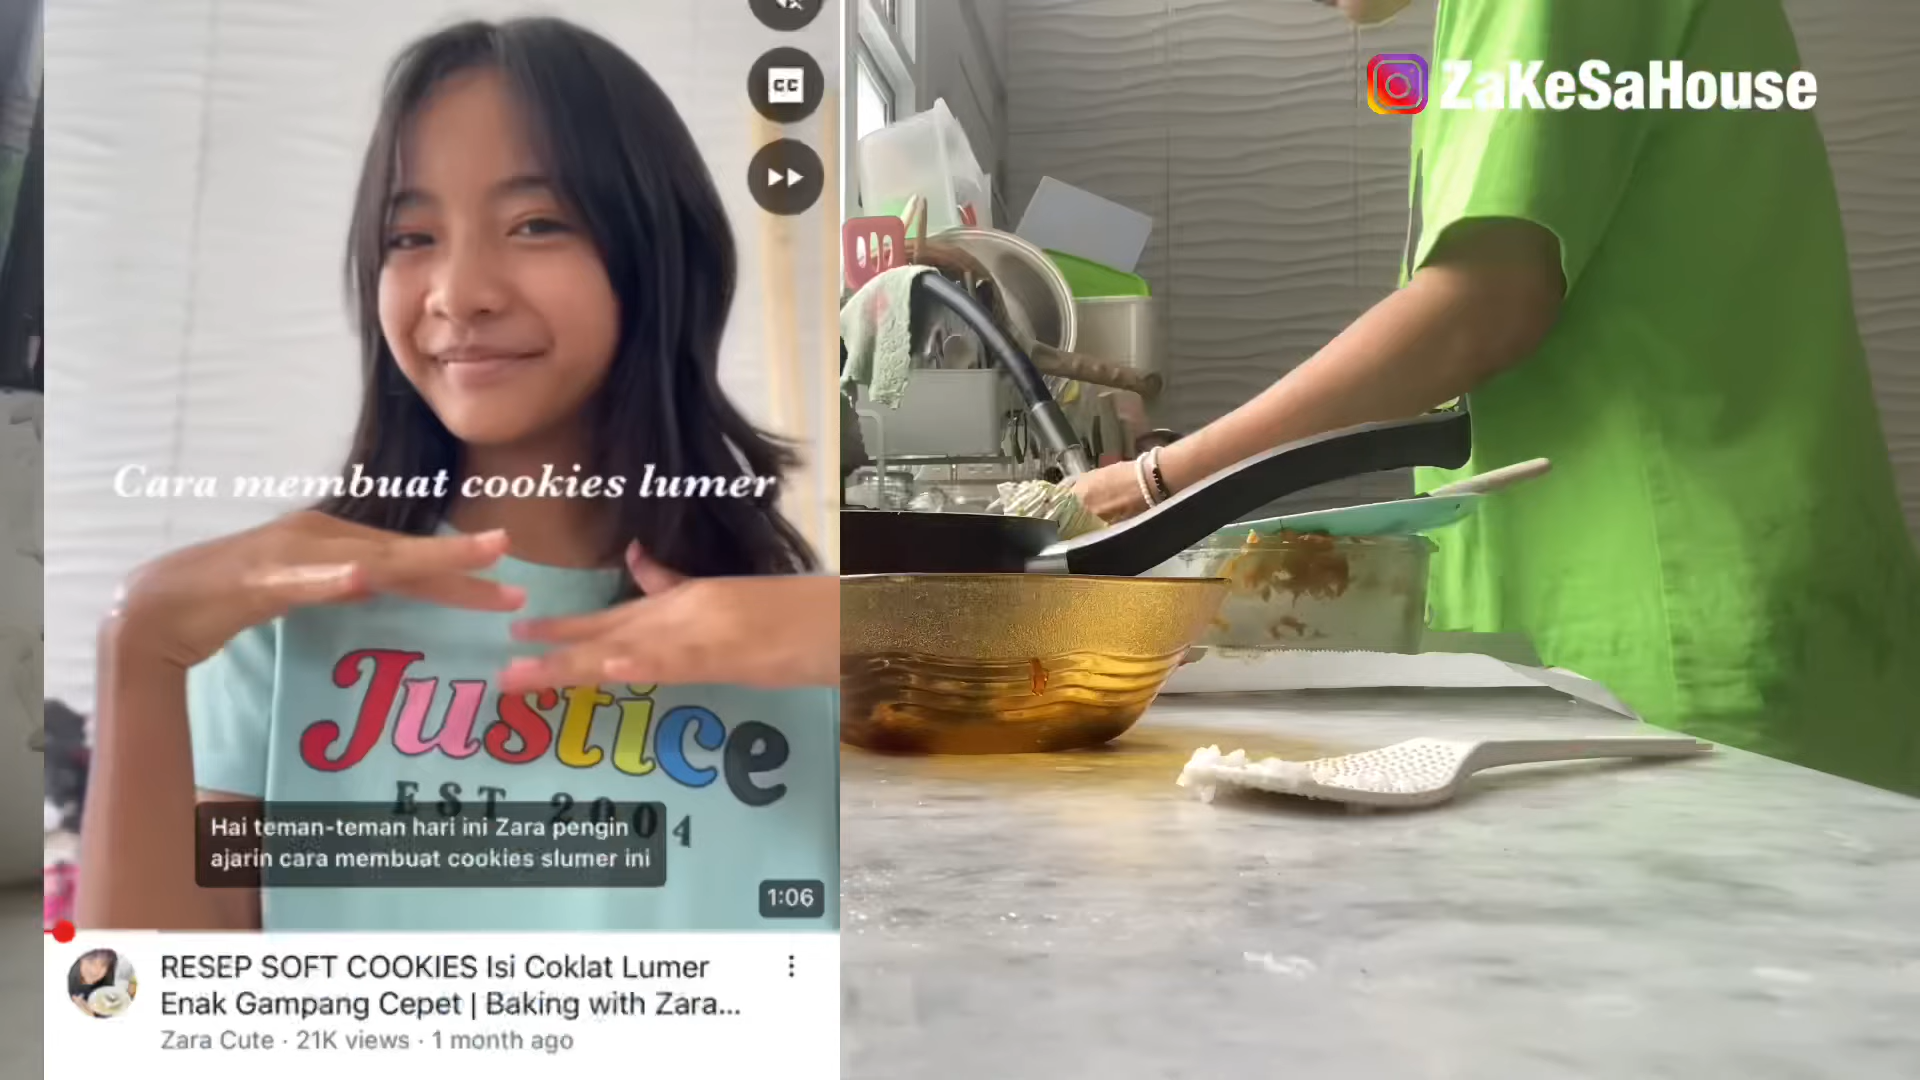 CC
ZaKeSaHouse
Cara membuat cookies lumer
Justice
EST 2004
Hai teman-teman hari ini Zara pengin
ajarin cara membuat cookies slumer ini
1:06
RESEP SOFT COOKIES Isi Coklat Lumer
Enak Gampang Cepet | Baking with Zara...
Zara Cute · 21K views · 1 month ago